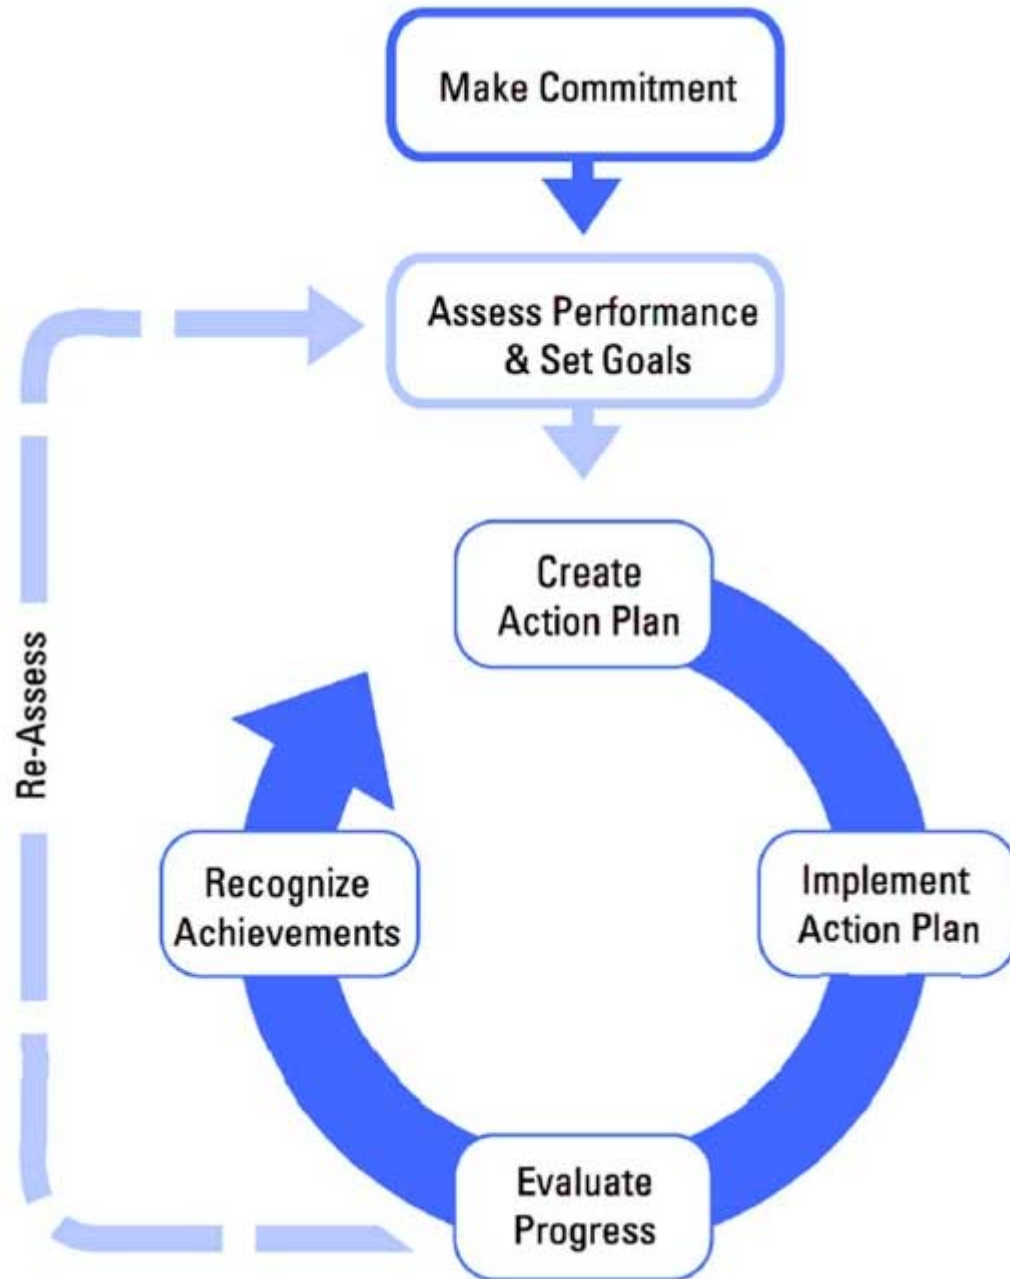 Make Commitment
Assess Performance
& Set Goals
Create
Action Plan
Implement
Action Plan
Evaluate
Progress
Recognize
Achievements
Re-Assess